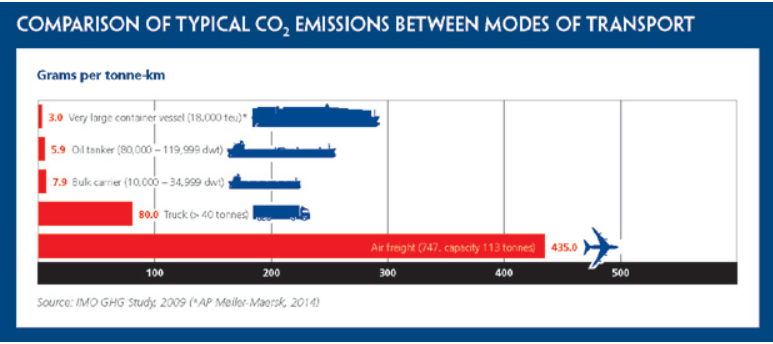 COMPARISON OF TYPICAL CO₂ EMISSIONS BETWEEN MODES OF TRANSPORT
Grams per tonne-km
3.0 Very large container vessel (18,000 teu)*
5.9 Oil tanker (80,000 – 119,999 dwt)
7.9 Bulk carrier (10,000 – 34,999 dwt)
80.0 Truck (> 40 tonnes)
Air freight (747, capacity 113 tonnes) 435.0
100 200 300 400 500
Source: IMO GHG Study, 2009 (*AP Møller-Maersk, 2014)